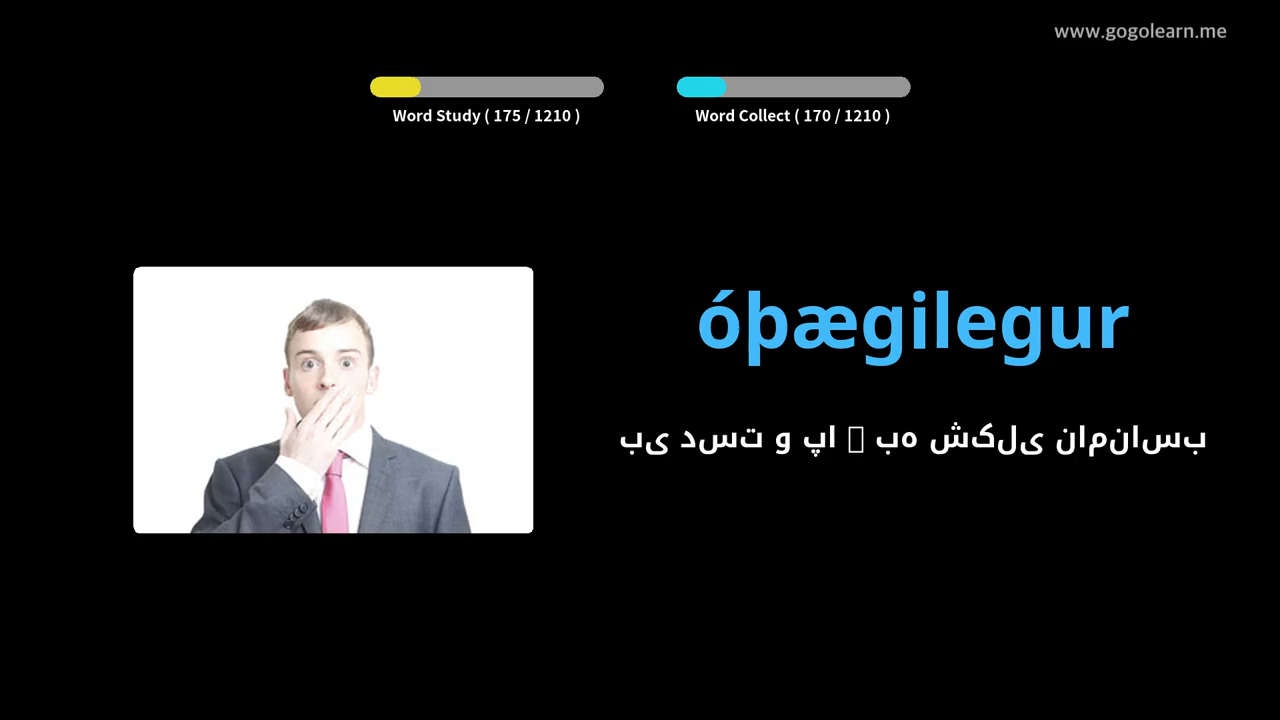 www.gogolearn.me
Word Study ( 175 / 1210 )
Word Collect ( 170 / 1210 )
óþægilegur
بی دست و پا به شکلی نامناسب